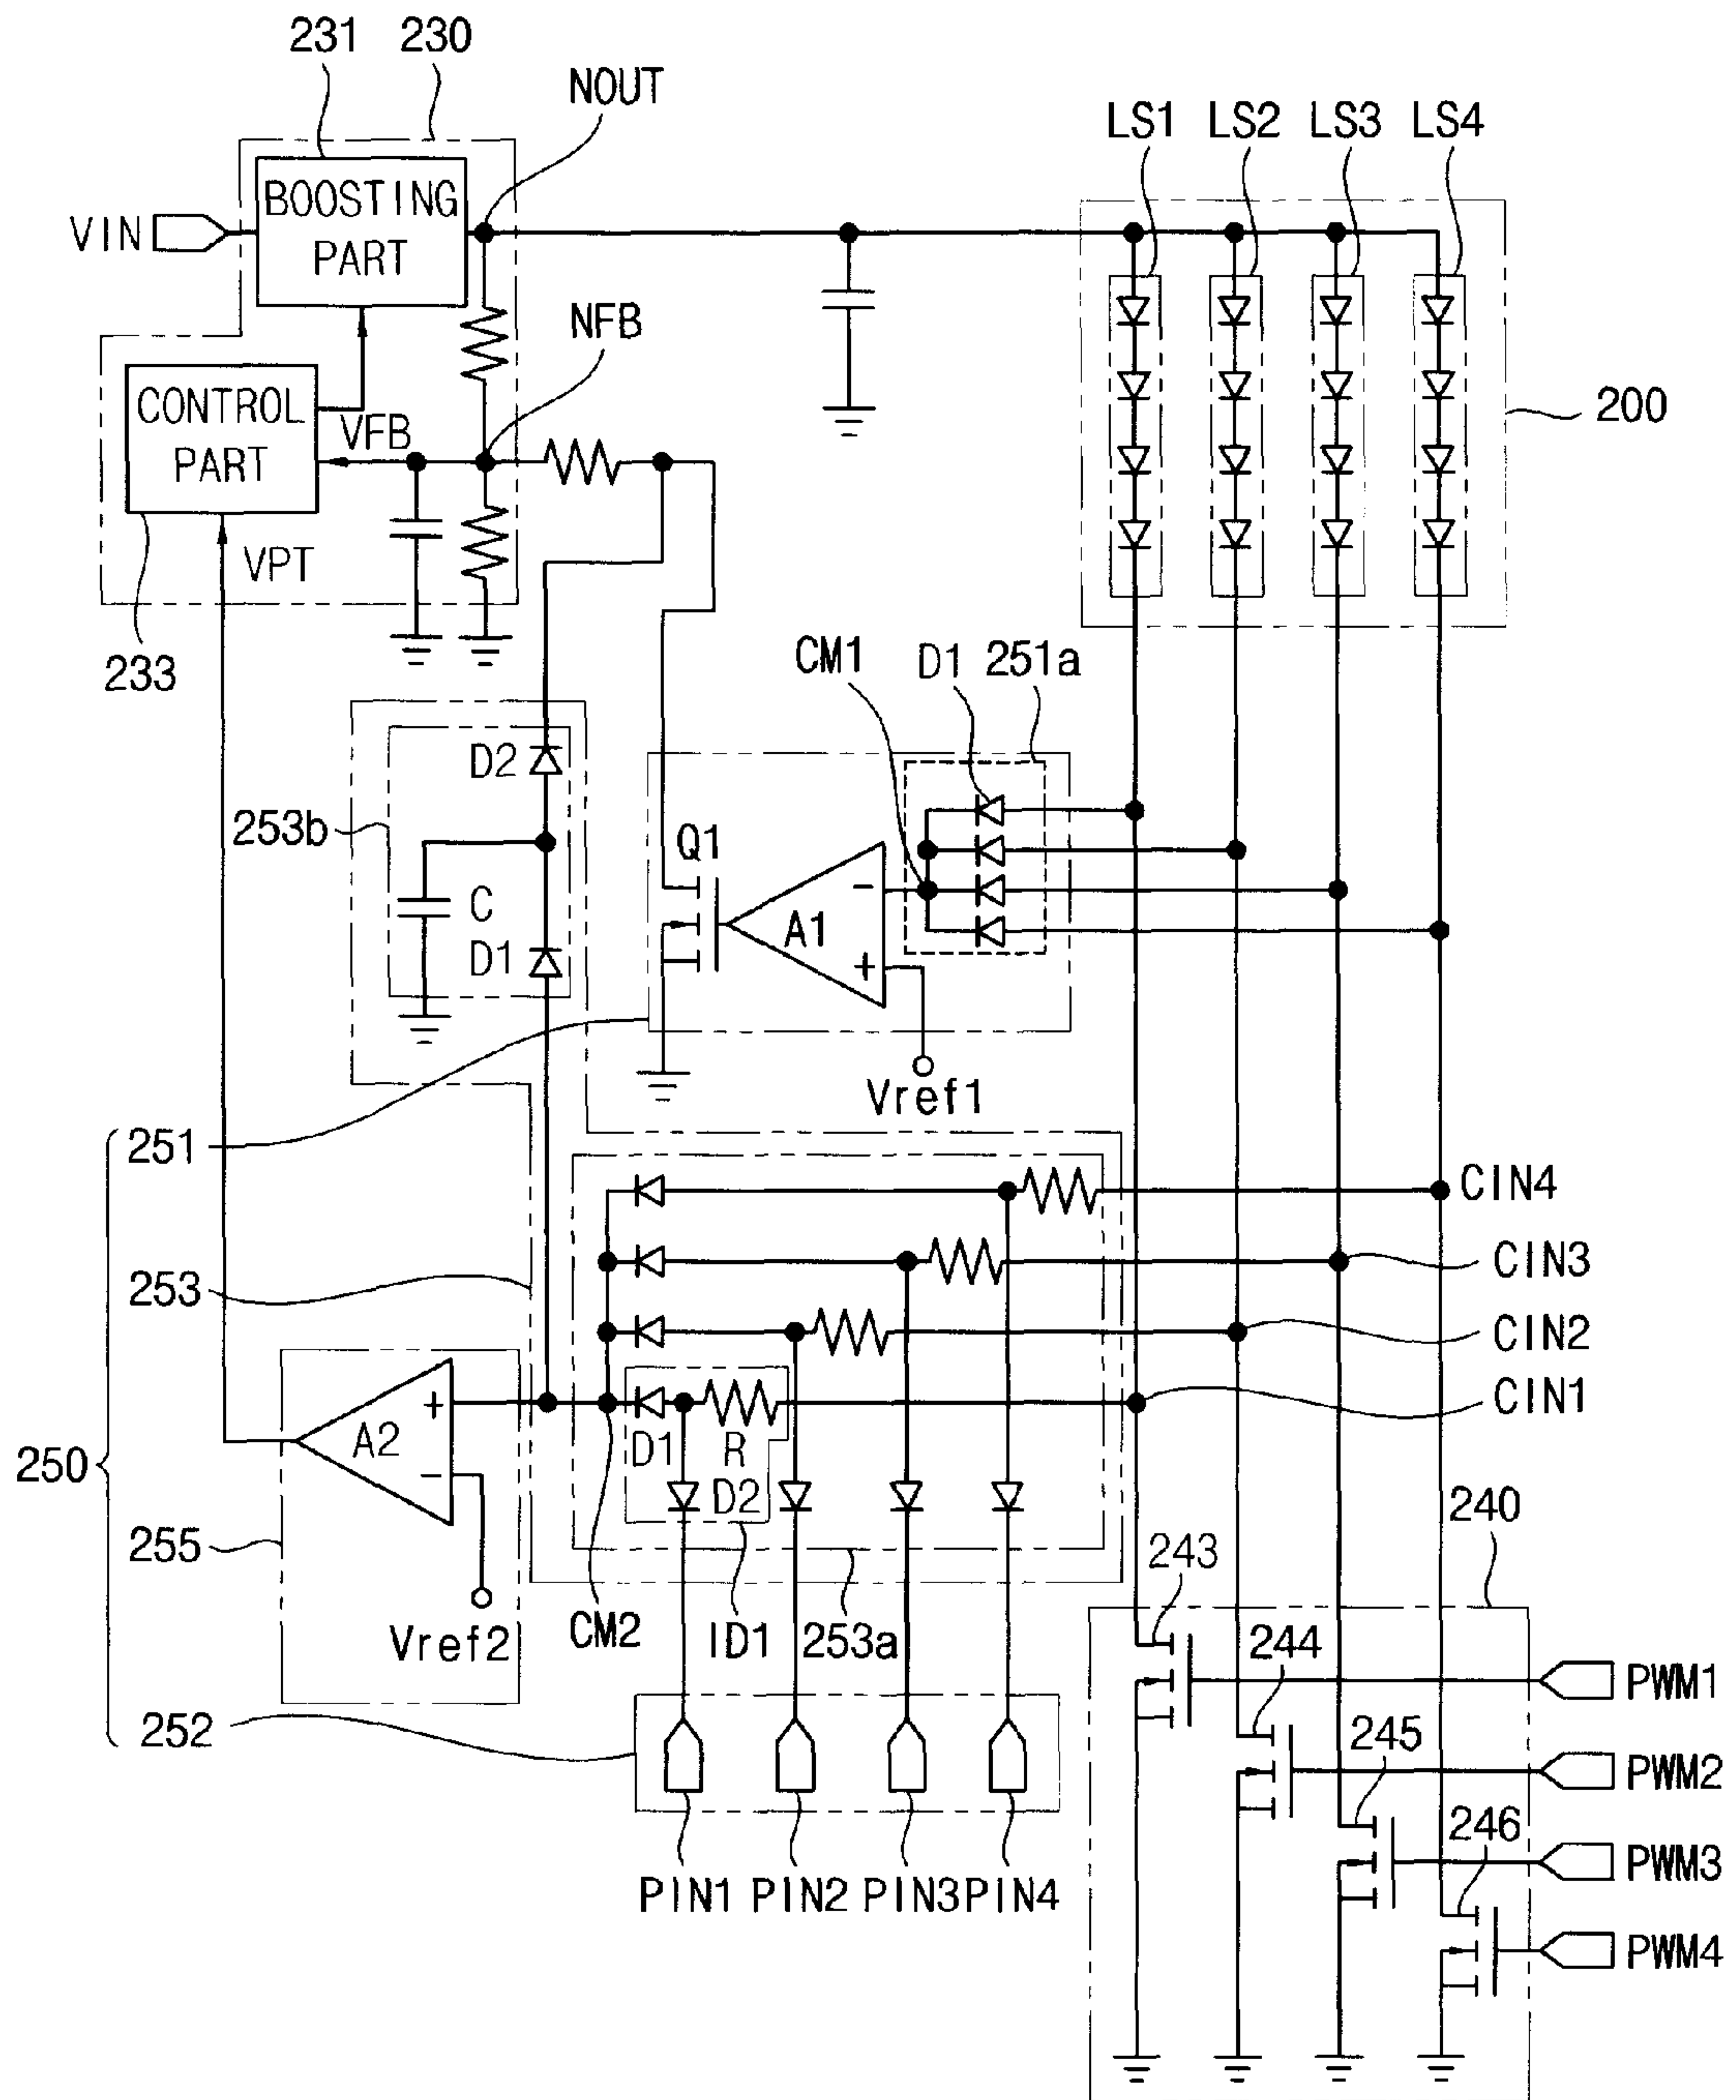 231 230
NOUT
LS1 LS2 LS3 LS4
VIN
BOOSTING
PART
NFB
CONTROL
PART
VFB
200
VPT
233
CM1 D1 251a
D2
253b
Q1
C
D1
A1
-
+
Vref1
251
CIN4
253
CIN3
CIN2
CIN1
+
A2
-
D1 R
D2
250
255
240
243
Vref2
CM2 ID1 253a
244
PWM1
252
245
PWM2
246
PWM3
PIN1 PIN2 PIN3 PIN4
PWM4